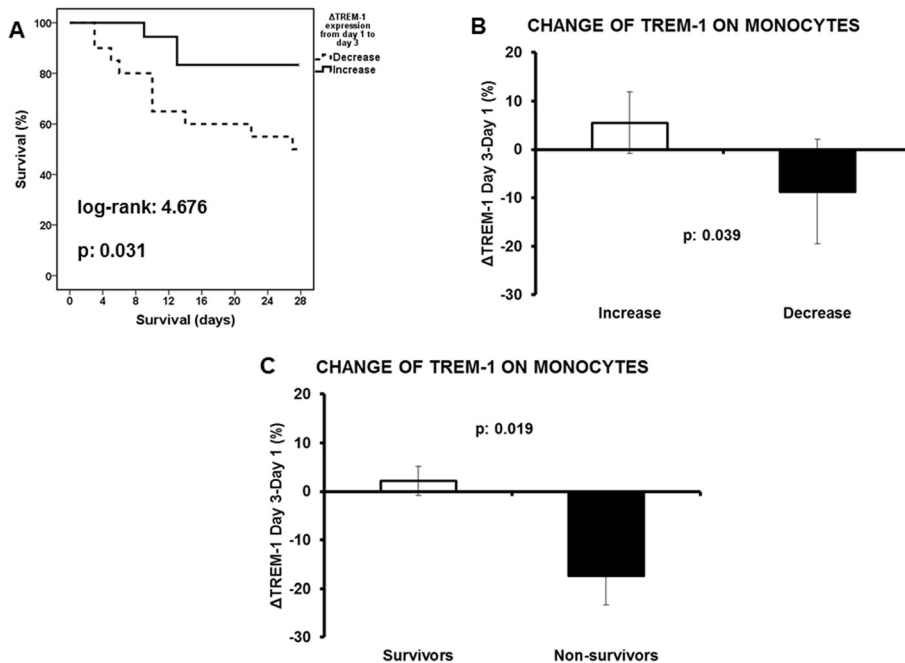 A
ΔTREM-1
expression
from day 1 to
day 3
Decrease
Increase
100
80
60
40
20
0
Survival (%)
log-rank: 4.676
p: 0.031
0 4 8 12 16 20 24 28
Survival (days)
B CHANGE OF TREM-1 ON MONOCYTES
ΔTREM-1 Day 3-Day 1 (%)
20
10
0
-10
-20
-30
p: 0.039
Increase Decrease
C CHANGE OF TREM-1 ON MONOCYTES
ΔTREM-1 Day 3-Day 1 (%)
20
10
0
-10
-20
-30
p: 0.019
Survivors Non-survivors